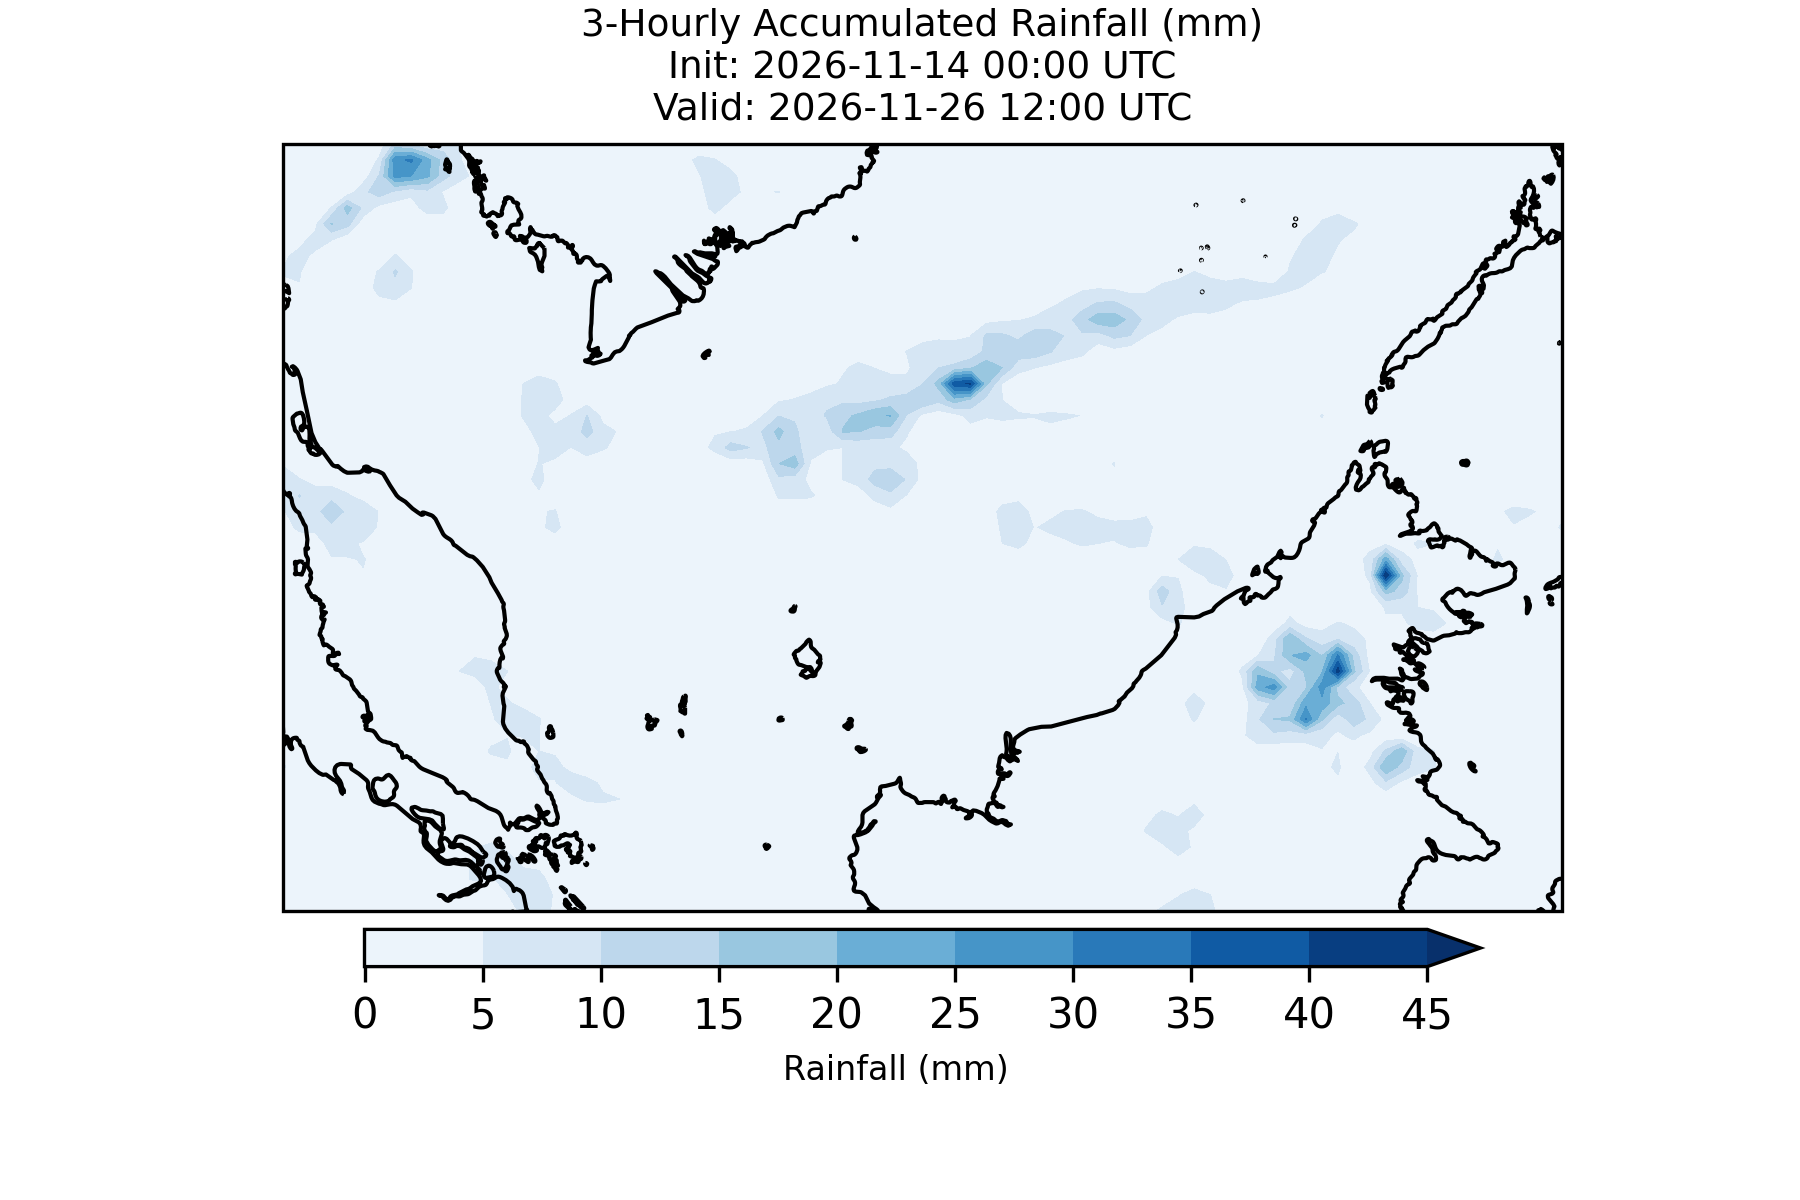 3-Hourly Accumulated Rainfall (mm)
Init: 2026-11-14 00:00 UTC
Valid: 2026-11-26 12:00 UTC
0 5 10 15 20 25 30 35 40 45
Rainfall (mm)